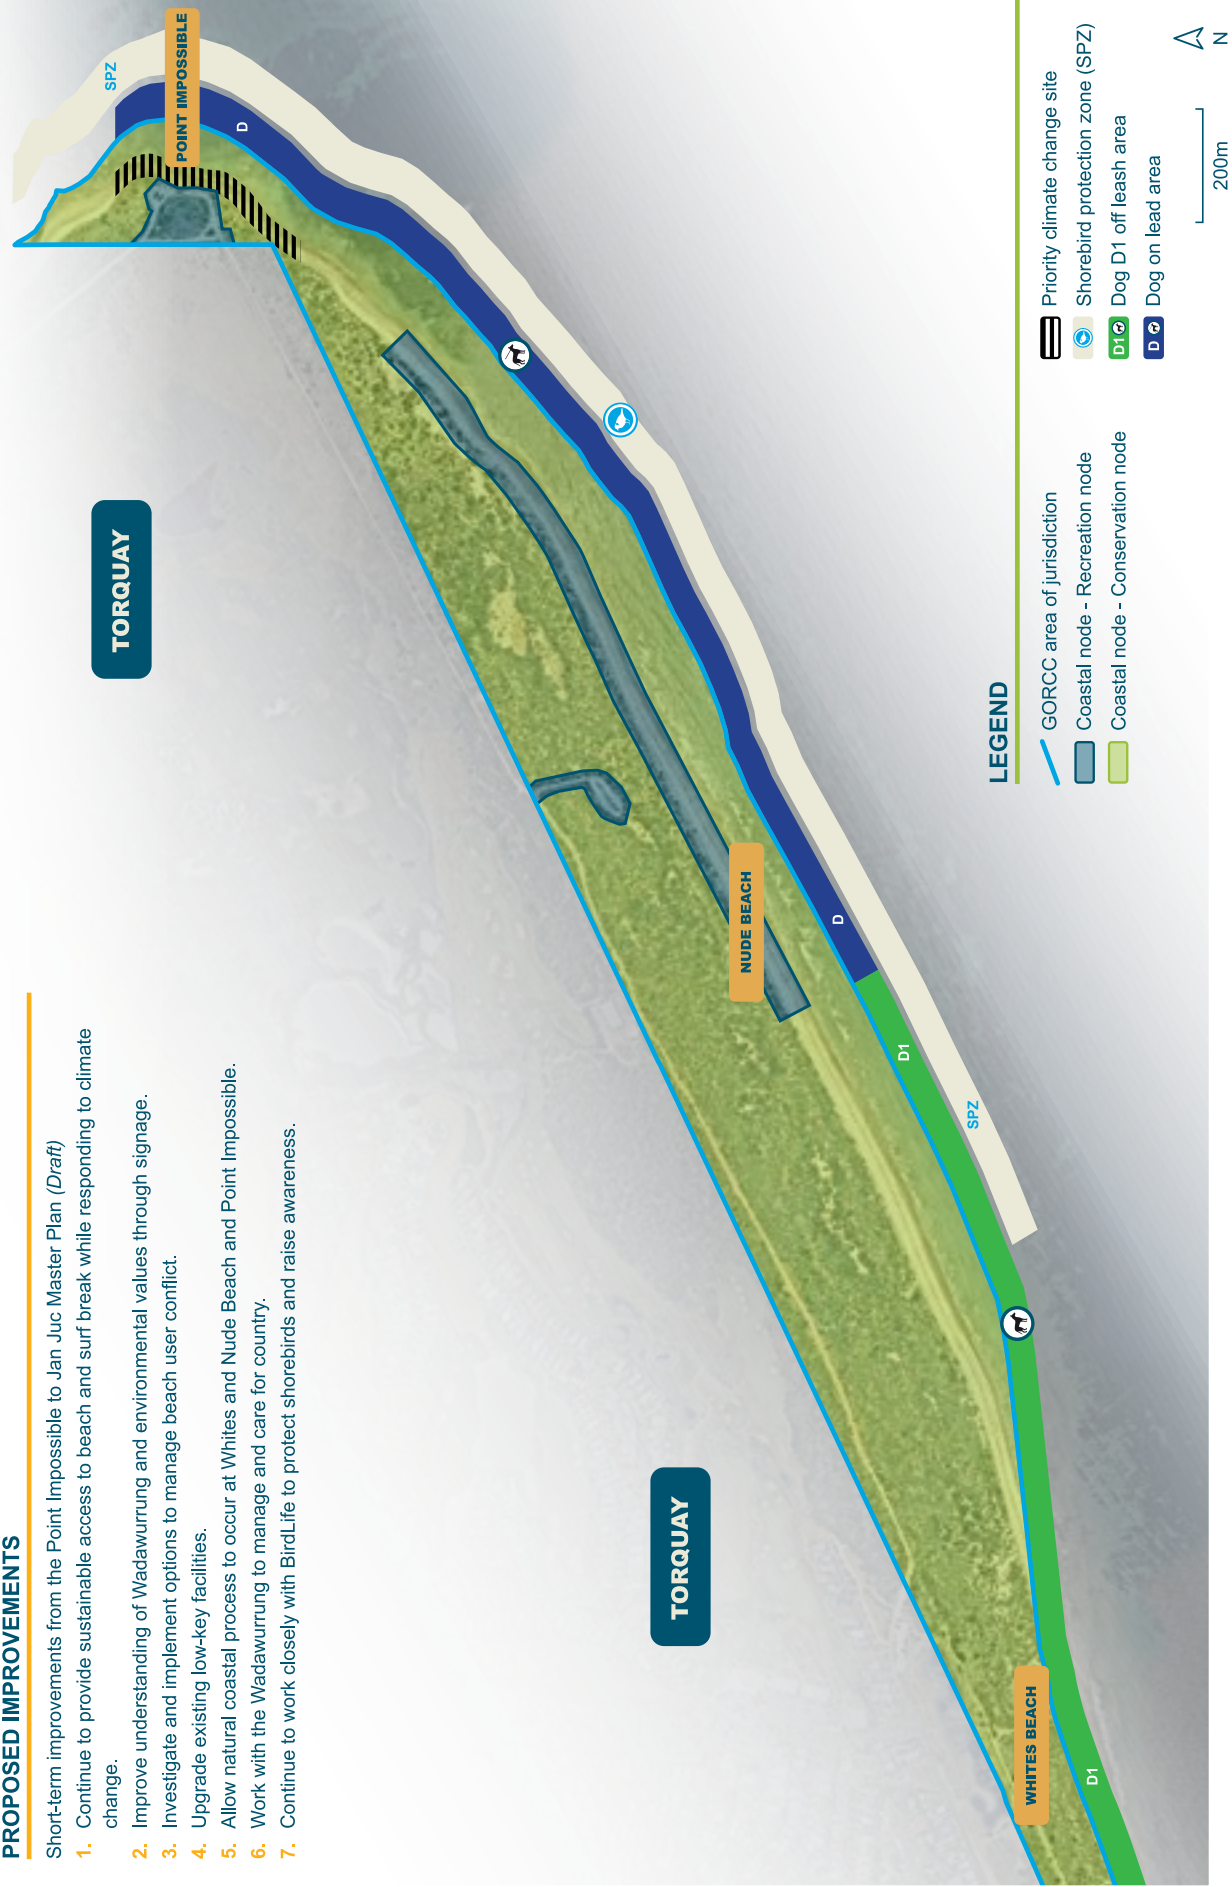 PROPOSED IMPROVEMENTS
Short-term improvements from the Point Impossible to Jan Juc Master Plan (Draft)
1. Continue to provide sustainable access to beach and surf break while responding to climate
change.
2. Improve understanding of Wadawurrung and environmental values through signage.
3. Investigate and implement options to manage beach user conflict.
4. Upgrade existing low-key facilities.
5. Allow natural coastal process to occur at Whites and Nude Beach and Point Impossible.
6. Work with the Wadawurrung to manage and care for country.
7. Continue to work closely with BirdLife to protect shorebirds and raise awareness.
TORQUAY
SPZ
POINT IMPOSSIBLE
D
TORQUAY
NUDE BEACH
D
D1
SPZ
WHITES BEACH
D1
LEGEND
GORCC area of jurisdiction
Coastal node - Recreation node
Coastal node - Conservation node
Priority climate change site
Shorebird protection zone (SPZ)
D1 Dog D1 off leash area
D Dog on lead area
200m
N